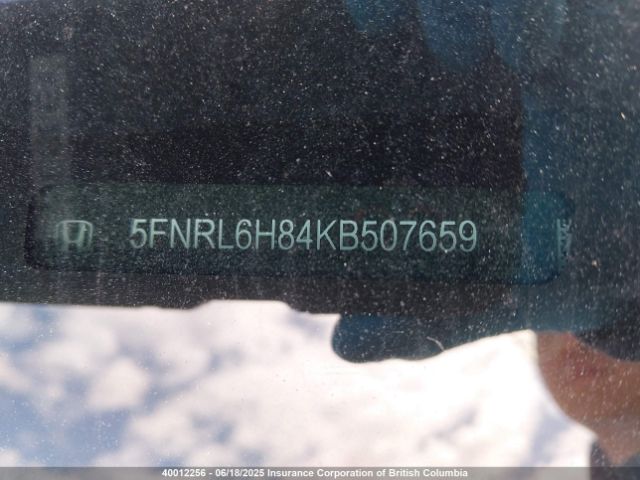 5FNRL6H84KB507659
40012256 - 06/18/2025 Insurance Corporation of British Columbia